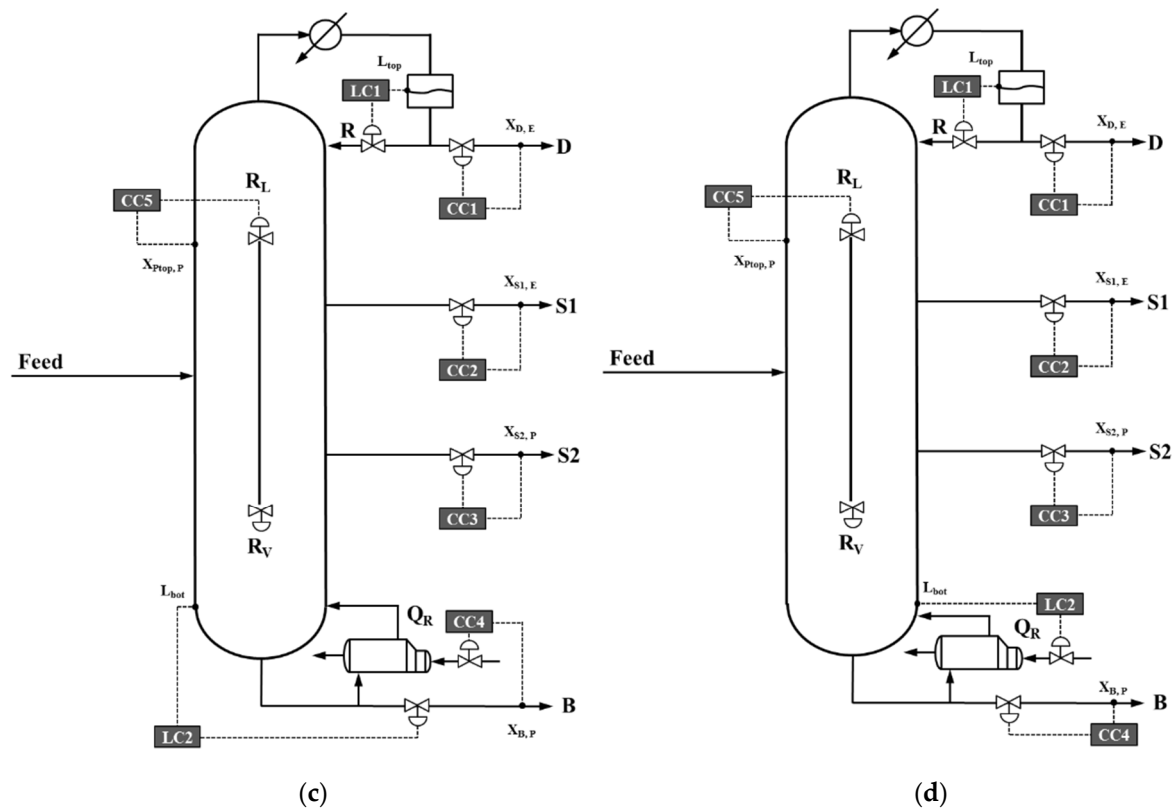 L_top
LC1
R
X_D, E
D
CC1
R_L
CC5
X_Ptop, P
X_S1, E
S1
CC2
Feed
X_S2, P
S2
CC3
R_V
L_bot
Q_R
CC4
B
X_B, P
LC2
(c)
L_top
LC1
R
X_D, E
D
CC1
R_L
CC5
X_Ptop, P
X_S1, E
S1
CC2
Feed
X_S2, P
S2
CC3
R_V
L_bot
LC2
Q_R
X_B, P
B
CC4
(d)